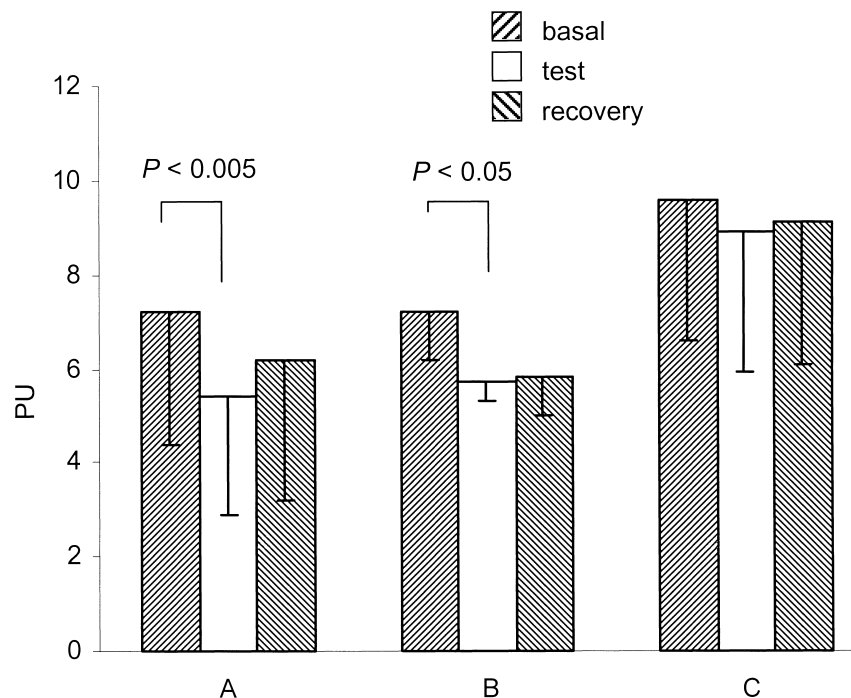 basal
test
recovery
12
10
8
6
4
2
0
PU
P < 0.005
P < 0.05
A
B
C